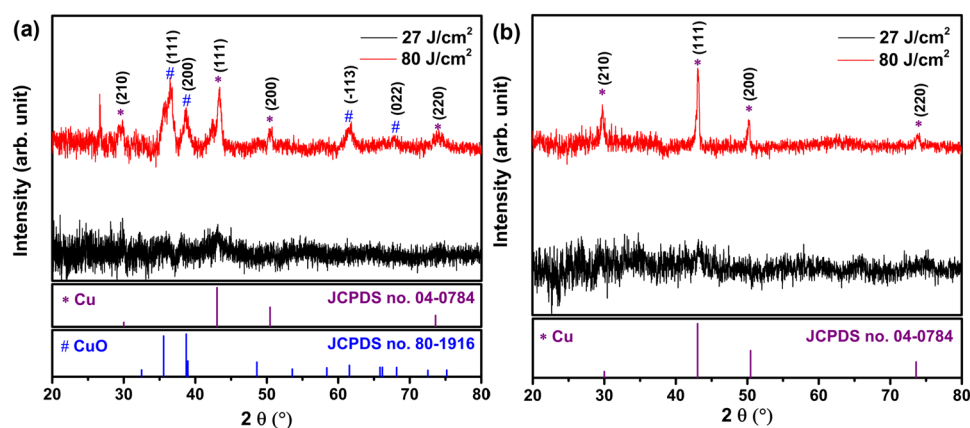 (a)
27 J/cm²
80 J/cm²
* (210)
# (111)
# (200)
* (111)
* (200)
# (-113)
# (022)
* (220)
Intensity (arb. unit)
* Cu
JCPDS no. 04-0784
# CuO
JCPDS no. 80-1916
20 30 40 50 60 70 80
2 θ (°)
(b)
27 J/cm²
80 J/cm²
* (210)
* (111)
* (200)
* (220)
Intensity (arb. unit)
* Cu
JCPDS no. 04-0784
20 30 40 50 60 70 80
2 θ (°)